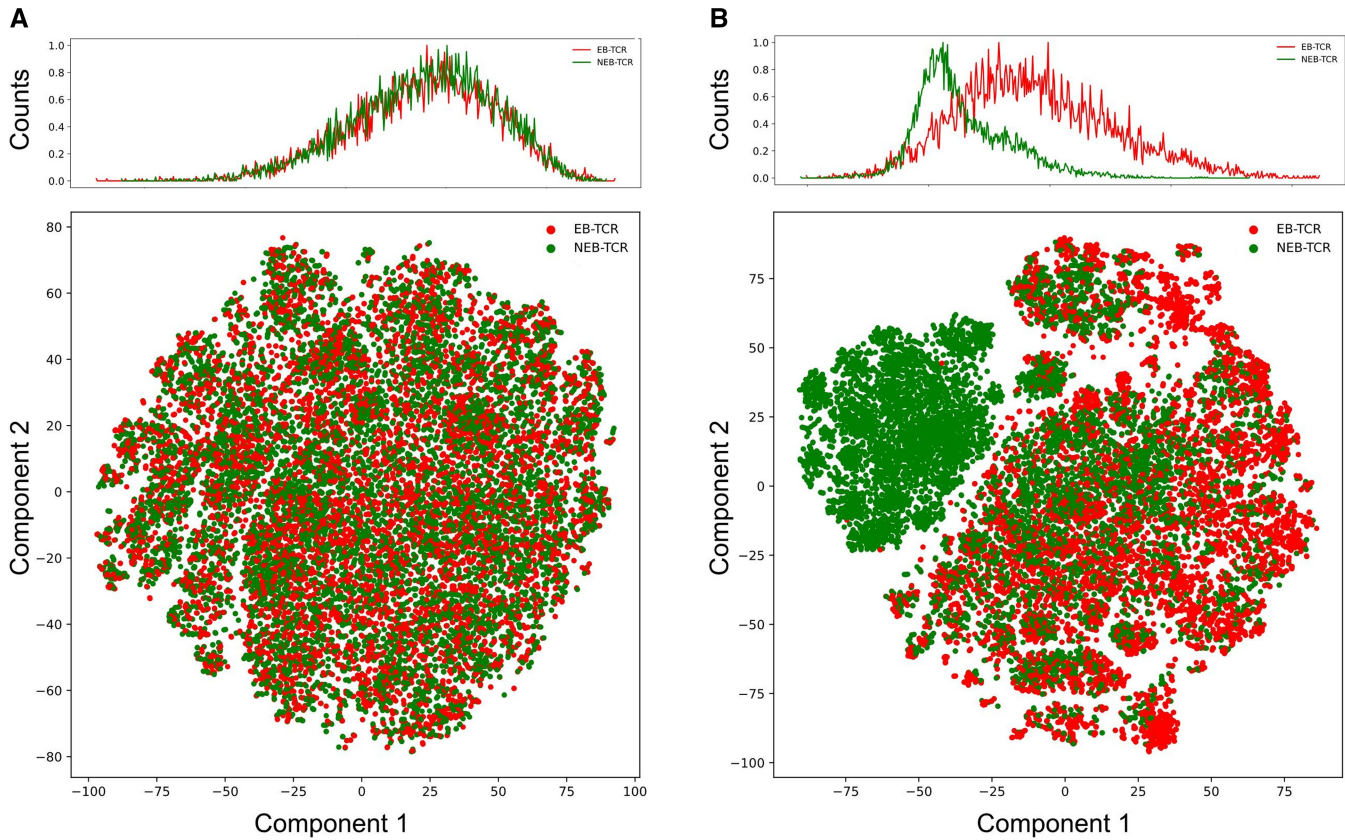 A
Counts
1.0
0.8
0.6
0.4
0.2
0.0
EB-TCR
NEB-TCR
Component 2
80
60
40
20
0
−20
−40
−60
−80
EB-TCR
NEB-TCR
−100 −75 −50 −25 0 25 50 75 100
Component 1
B
Counts
1.0
0.8
0.6
0.4
0.2
0.0
EB-TCR
NEB-TCR
Component 2
75
50
25
0
−25
−50
−75
−100
EB-TCR
NEB-TCR
−75 −50 −25 0 25 50 75
Component 1